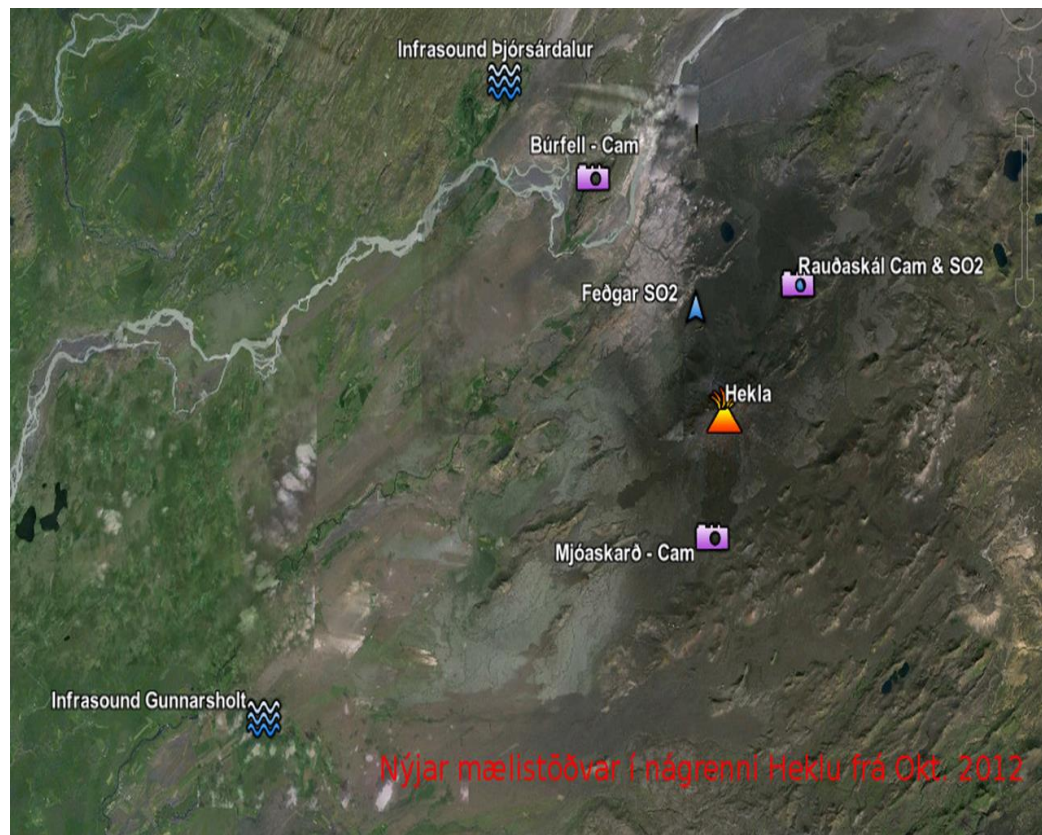 Infrasound Þjórsárdalur
Búrfell - Cam
Rauðaskál Cam & SO2
Feðgar SO2
Hekla
Mjóaskarð - Cam
Infrasound Gunnarsholt
Nýjar mælistöðvar í nágrenni Heklu frá Okt. 2012